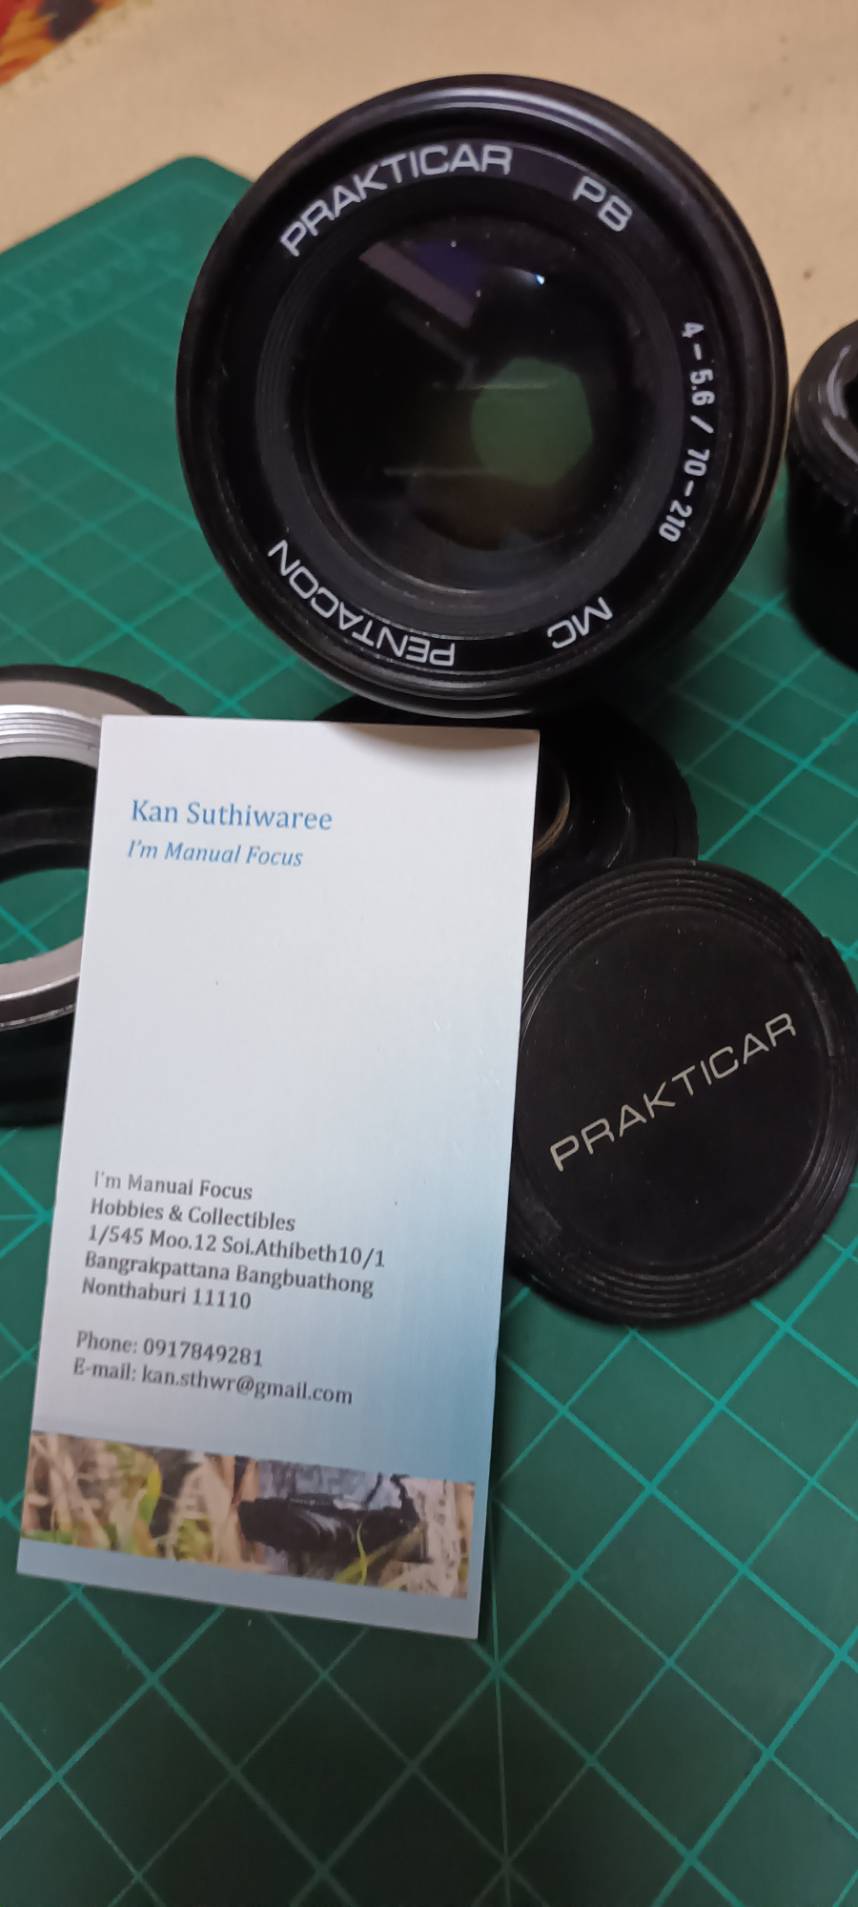 PRAKTICAR PB
4-5.6 / 70-210
MC
PENTACON
Kan Suthiwaree
I'm Manual Focus
PRAKTICAR
I'm Manual Focus
Hobbies & Collectibles
1/545 Moo.12 Soi.Athibeth10/1
Bangrakpattana Bangbuathong
Nonthaburi 11110
Phone: 0917849281
E-mail: kan.sthwr@gmail.com